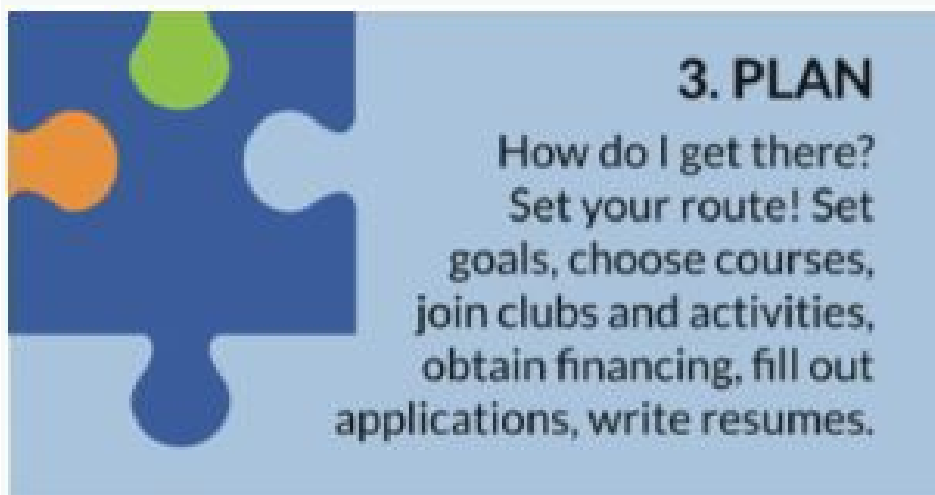 3. PLAN
How do I get there?
Set your route! Set
goals, choose courses,
join clubs and activities,
obtain financing, fill out
applications, write resumes.